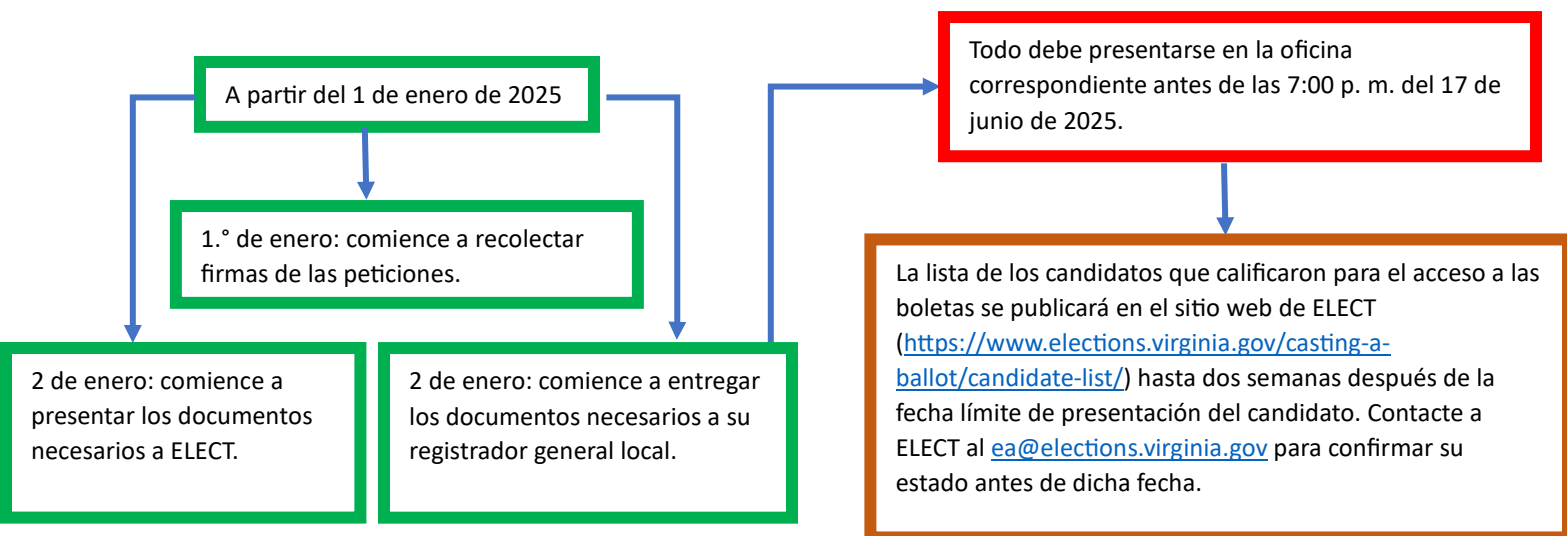 A partir del 1 de enero de 2025
1.° de enero: comience a recolectar
firmas de las peticiones.
2 de enero: comience a
presentar los documentos
necesarios a ELECT.
2 de enero: comience a entregar
los documentos necesarios a su
registrador general local.
Todo debe presentarse en la oficina
correspondiente antes de las 7:00 p. m. del 17 de
junio de 2025.
La lista de los candidatos que calificaron para el acceso a las
boletas se publicará en el sitio web de ELECT
(https://www.elections.virginia.gov/casting-a-
ballot/candidate-list/) hasta dos semanas después de la
fecha límite de presentación del candidato. Contacte a
ELECT al ea@elections.virginia.gov para confirmar su
estado antes de dicha fecha.